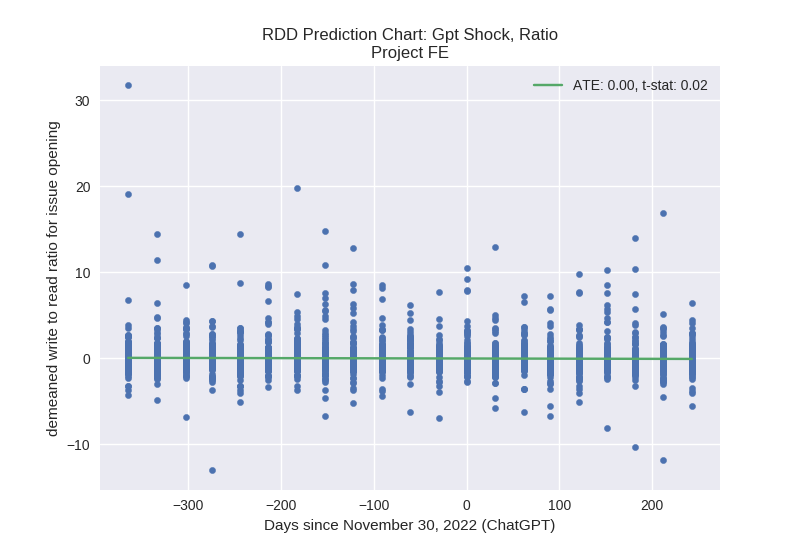 RDD Prediction Chart: Gpt Shock, Ratio
Project FE
ATE: 0.00, t-stat: 0.02
demeaned write to read ratio for issue opening
30
20
10
0
−10
−300
−200
−100
0
100
200
Days since November 30, 2022 (ChatGPT)